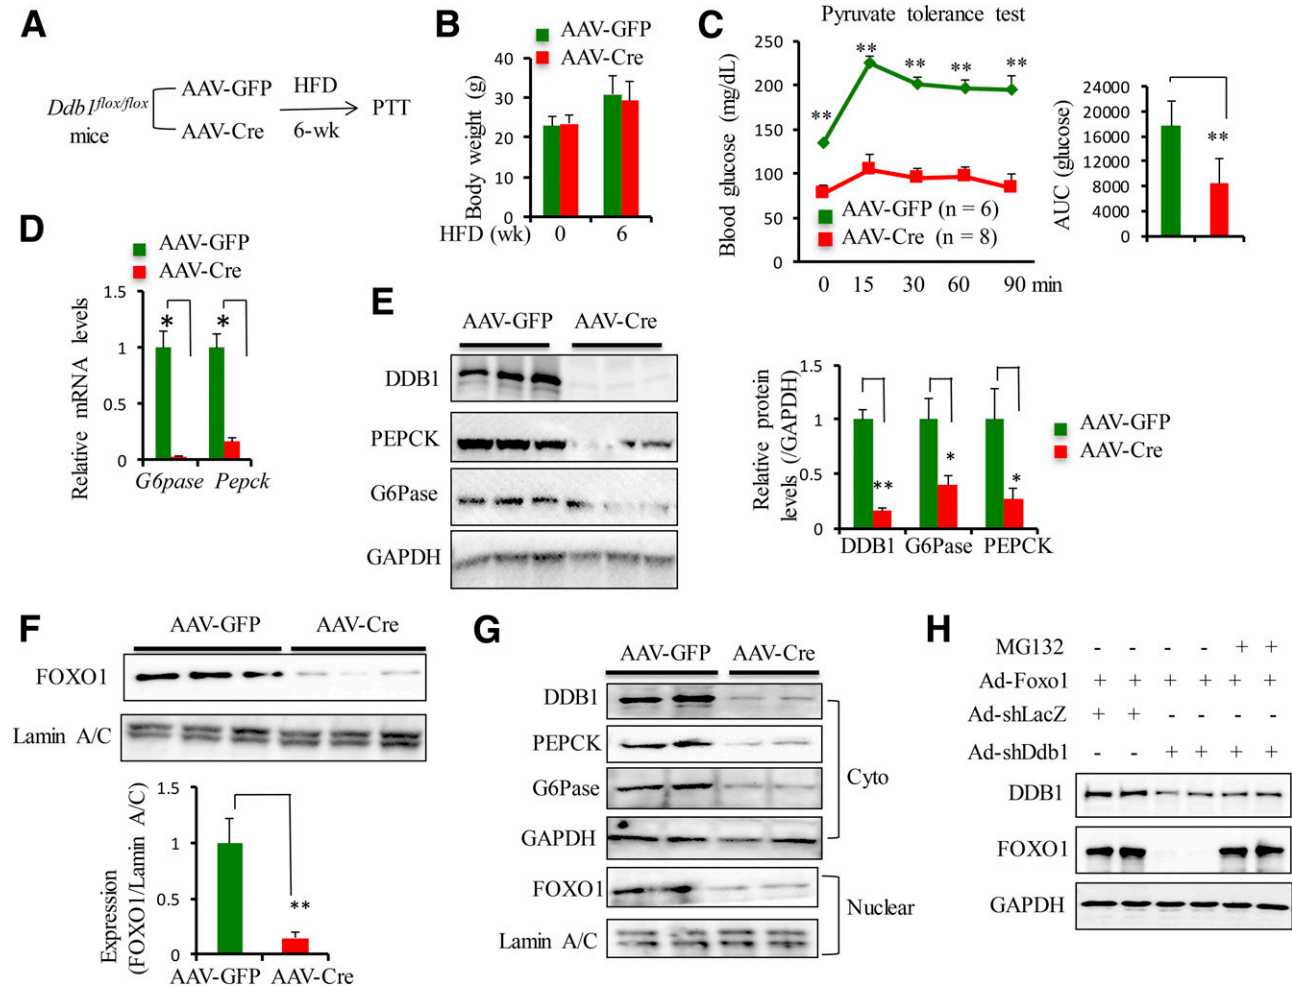 A
Ddb1flox/flox
mice
AAV-GFP
AAV-Cre
HFD
6-wk
PTT
B
AAV-GFP
AAV-Cre
Body weight (g)
40
30
20
10
0
HFD (wk) 0 6
C
Pyruvate tolerance test
Blood glucose (mg/dL)
250
200
150
100
50
0
** ** ** ** **
AAV-GFP (n = 6)
AAV-Cre (n = 8)
0 15 30 60 90 min
AUC (glucose)
24000
20000
16000
12000
8000
4000
0
**
D
AAV-GFP
AAV-Cre
Relative mRNA levels
1.5
1
0.5
0
* *
G6pase Pepck
E
AAV-GFP AAV-Cre
DDB1
PEPCK
G6Pase
GAPDH
Relative protein
levels (/GAPDH)
1.5
1
0.5
0
** * *
DDB1 G6Pase PEPCK
AAV-GFP
AAV-Cre
F
AAV-GFP AAV-Cre
FOXO1
Lamin A/C
Expression
(FOXO1/Lamin A/C)
1.5
1
0.5
0
**
AAV-GFP AAV-Cre
G
AAV-GFP AAV-Cre
DDB1
PEPCK
G6Pase
GAPDH
Cyto
FOXO1
Lamin A/C
Nuclear
H
MG132 - - - - + +
Ad-Foxo1 + + + + + +
Ad-shLacZ + + - - - -
Ad-shDdb1 - - + + + +
DDB1
FOXO1
GAPDH